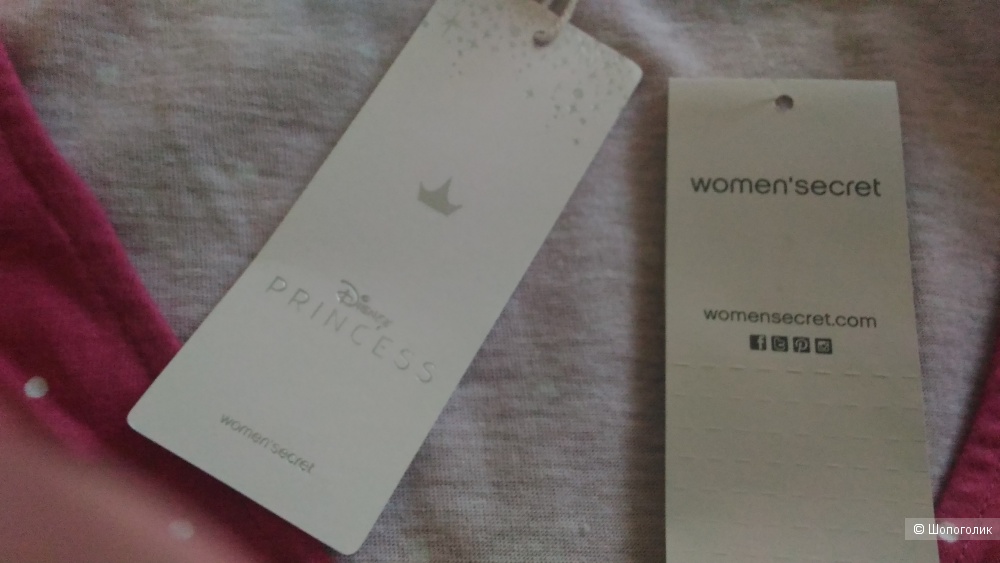 Disney
PRINCESS
women'secret
women'secret
womensecret.com
© Шопоголик